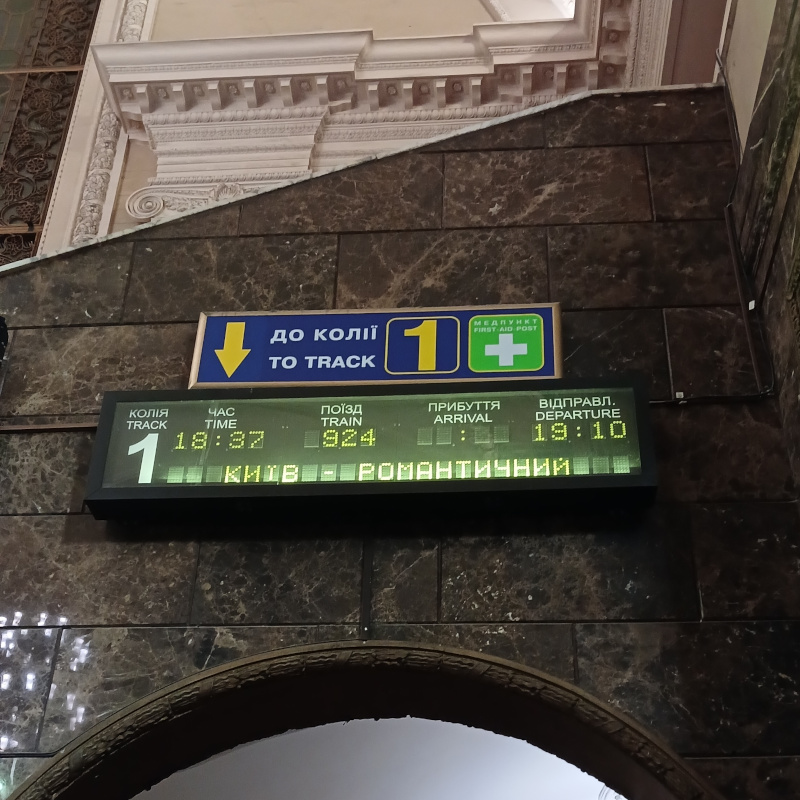 ДО КОЛІЇ
TO TRACK
1
МЕДПУНКТ
FIRST-AID POST
КОЛІЯ
TRACK
1
ЧАС
TIME
18:37
ПОЇЗД
TRAIN
924
ПРИБУТТЯ
ARRIVAL
:
ВІДПРАВЛ.
DEPARTURE
19:10
КИЇВ - РОМАНТИЧНИЙ